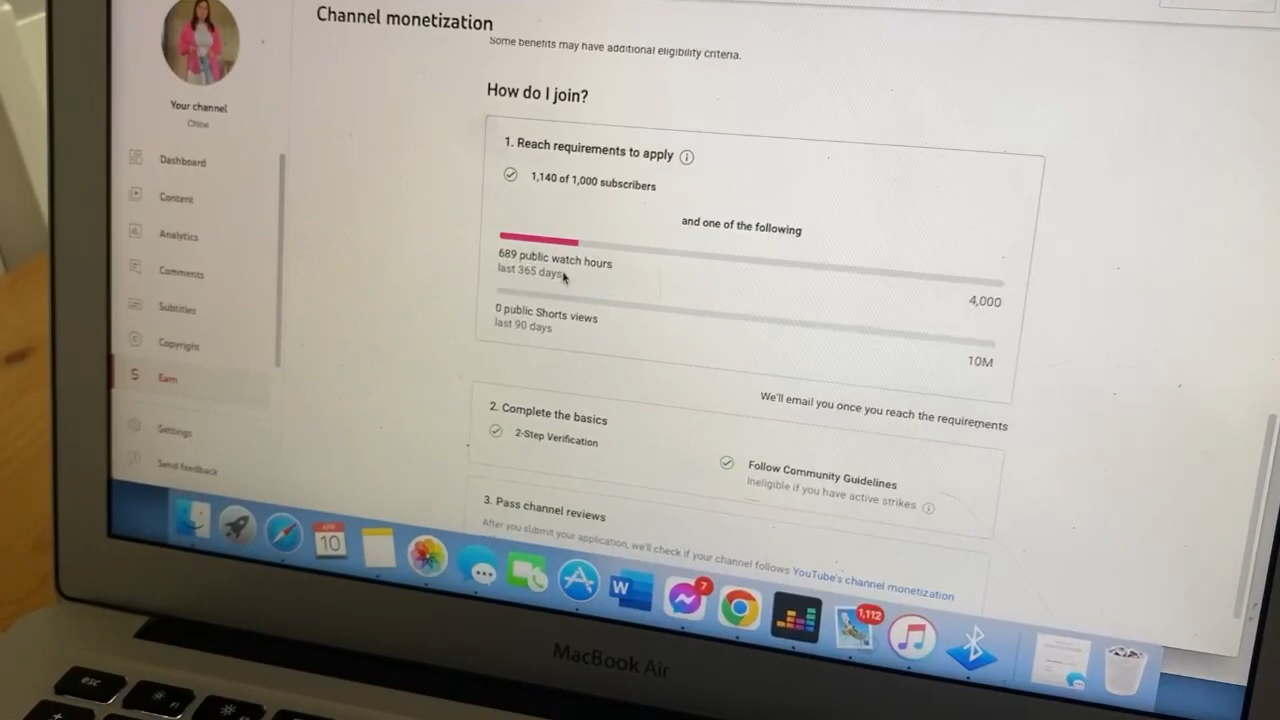 Channel monetization
Some benefits may have additional eligibility criteria.
Your channel
How do I join?
1. Reach requirements to apply
1,140 of 1,000 subscribers
and one of the following
689 public watch hours
last 365 days
4,000
0 public Shorts views
last 90 days
10M
We'll email you once you reach the requirements
2. Complete the basics
2-Step Verification
Follow Community Guidelines
Ineligible if you have active strikes
3. Pass channel reviews
After you submit your application, we'll check if your channel follows YouTube's channel monetization
Dashboard
Content
Analytics
Comments
Subtitles
Copyright
Earn
Settings
Send feedback
APR
10
W
7
1,112
MacBook Air
esc
F1